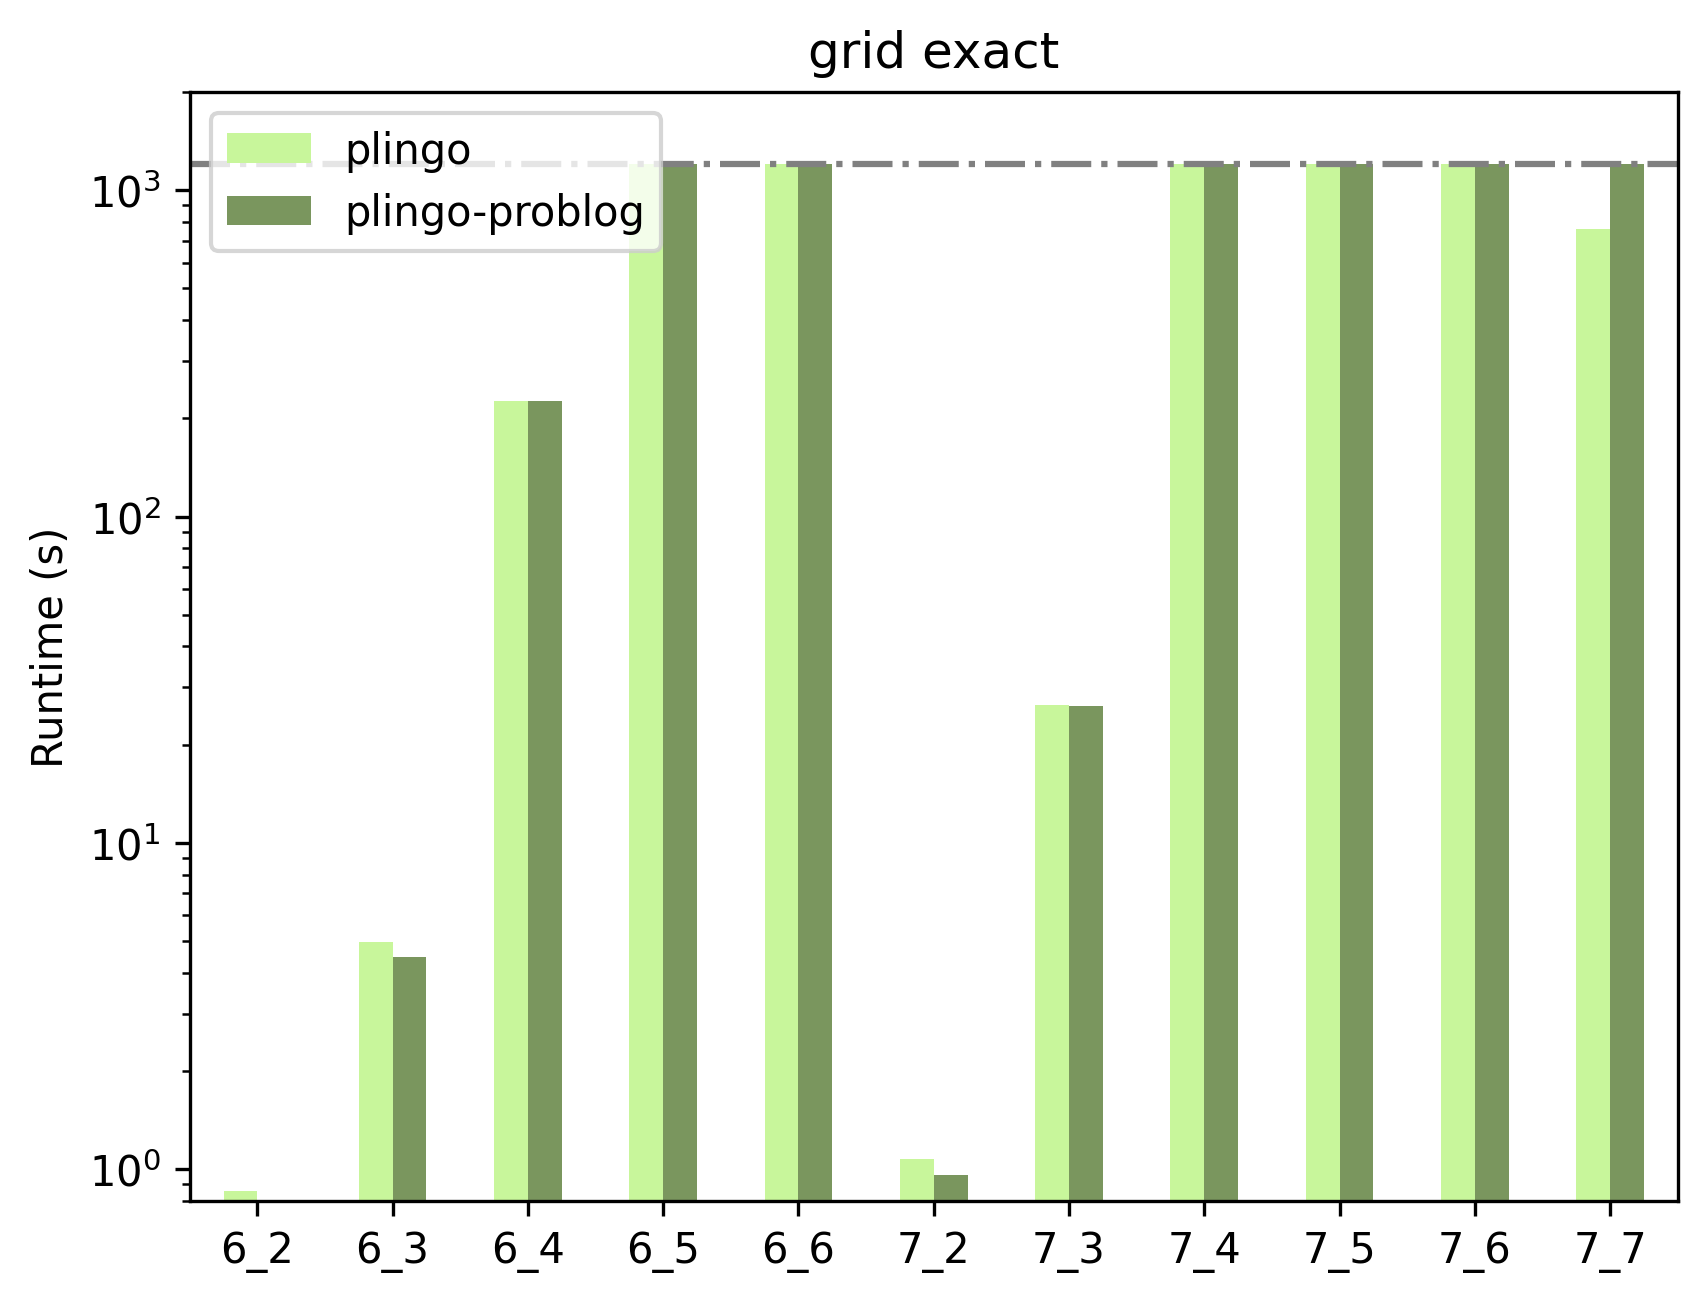 grid exact
plingo
plingo-problog
Runtime (s)
10³
10²
10¹
10⁰
6_2 6_3 6_4 6_5 6_6 7_2 7_3 7_4 7_5 7_6 7_7